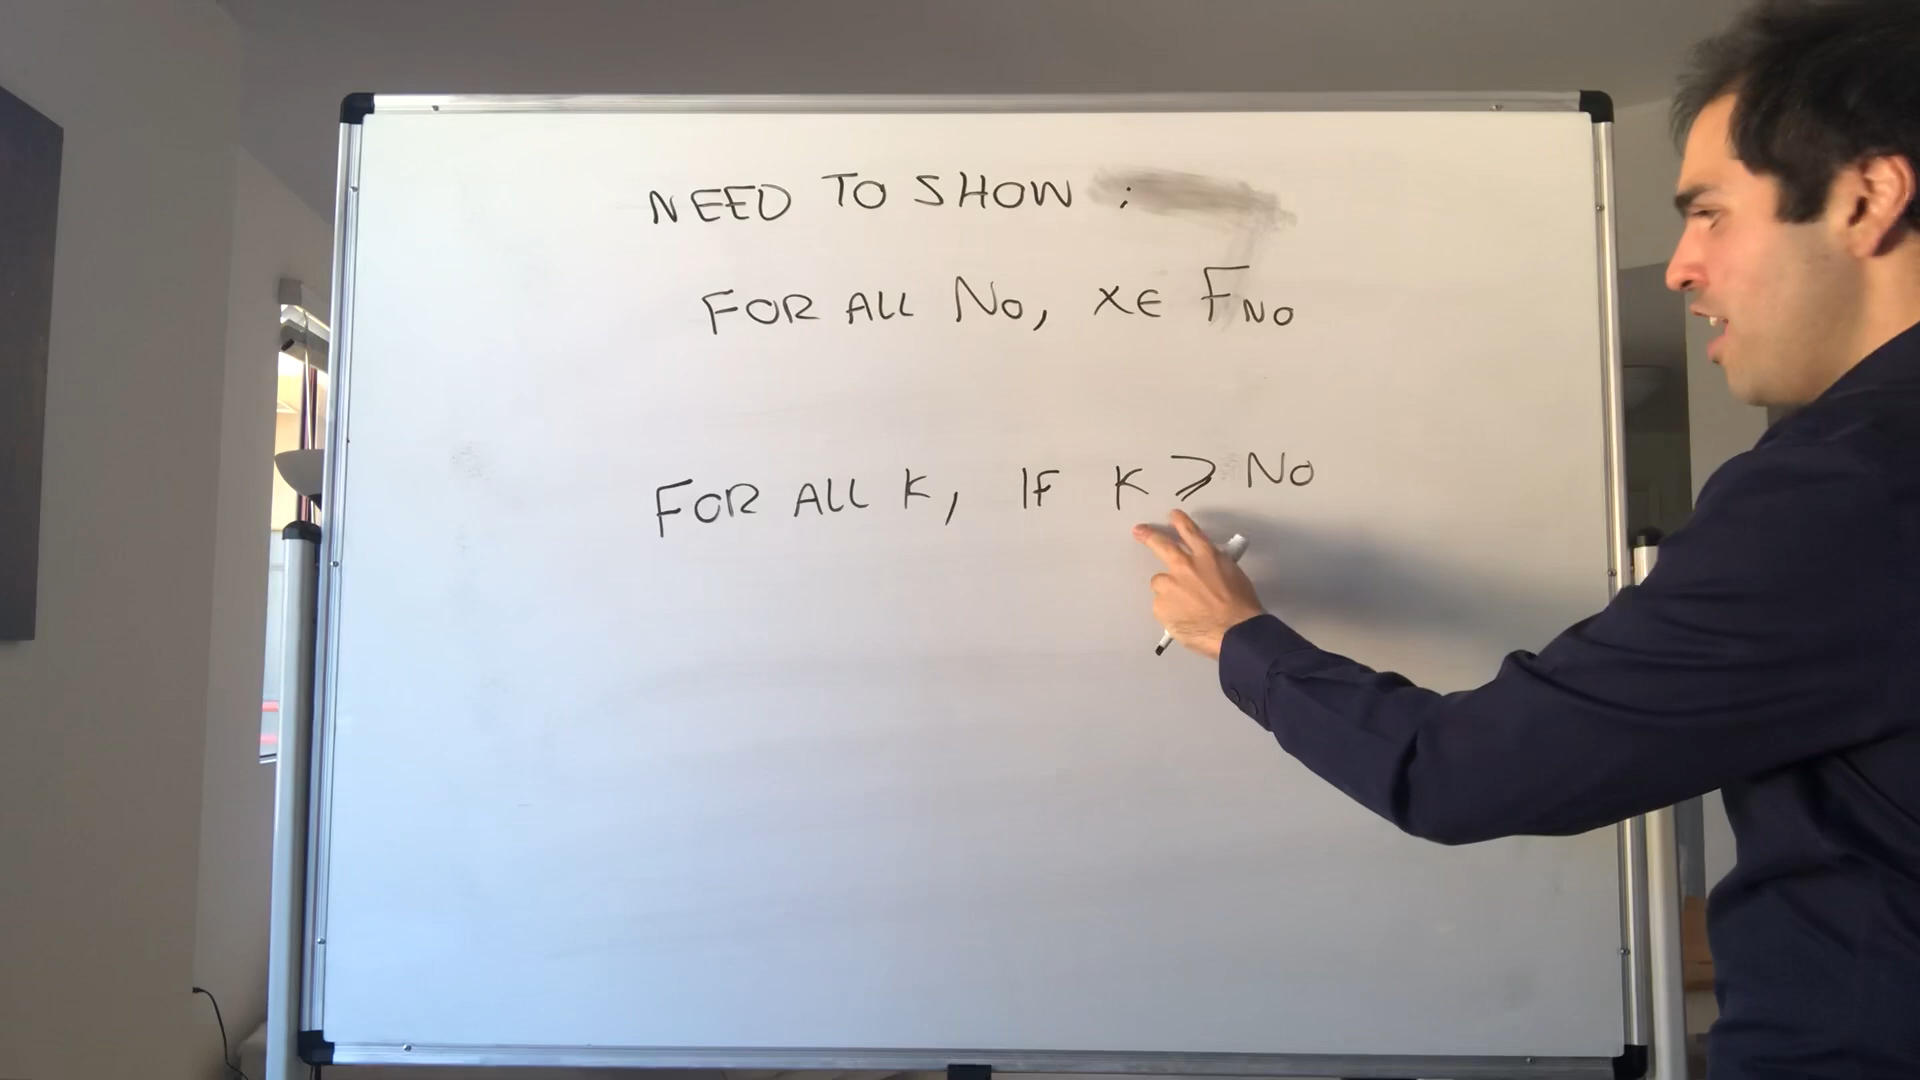 NEED TO SHOW :
FOR ALL No, x∈ FNo
FOR ALL K, IF K ⩾ No